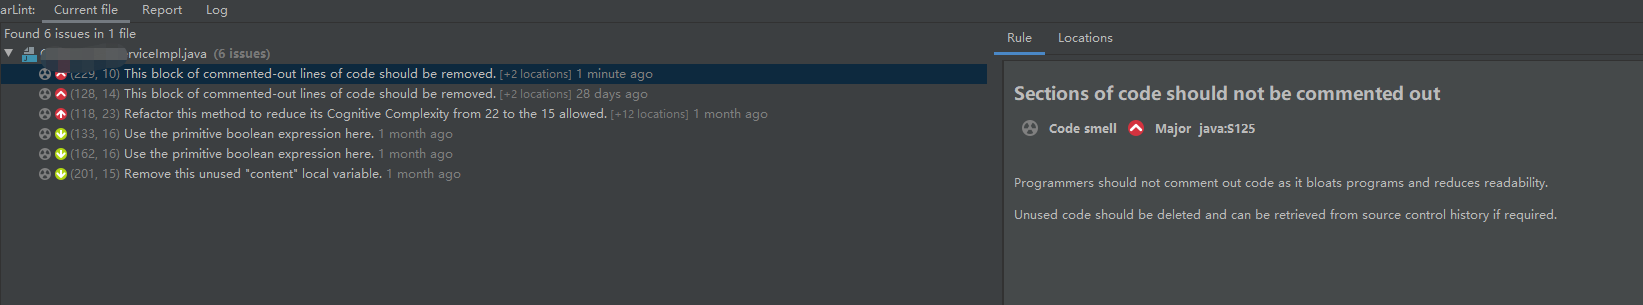 arLint: Current file Report Log
Found 6 issues in 1 file
erviceImpl.java (6 issues)
(229, 10) This block of commented-out lines of code should be removed. [+2 locations] 1 minute ago
(128, 14) This block of commented-out lines of code should be removed. [+2 locations] 28 days ago
(118, 23) Refactor this method to reduce its Cognitive Complexity from 22 to the 15 allowed. [+12 locations] 1 month ago
(133, 16) Use the primitive boolean expression here. 1 month ago
(162, 16) Use the primitive boolean expression here. 1 month ago
(201, 15) Remove this unused "content" local variable. 1 month ago
Rule Locations
Sections of code should not be commented out
Code smell Major java:S125
Programmers should not comment out code as it bloats programs and reduces readability.
Unused code should be deleted and can be retrieved from source control history if required.